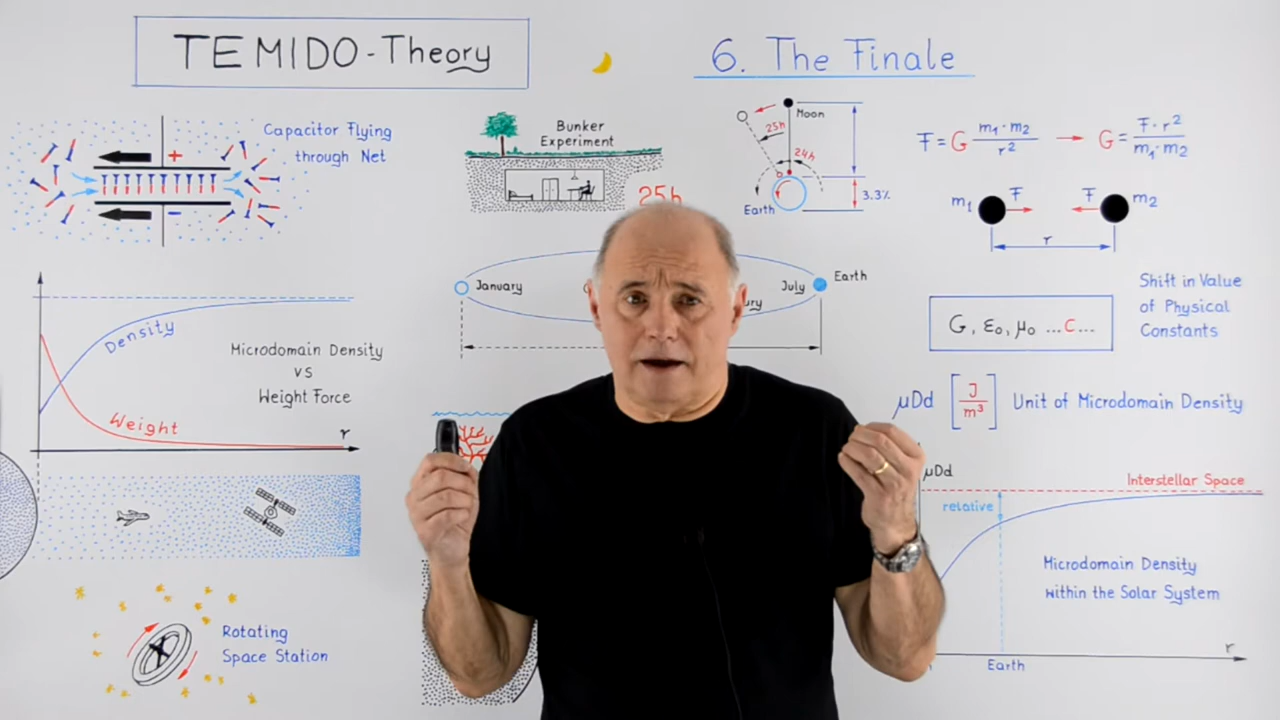 TEMIDO-Theory
6. The Finale
Capacitor Flying
through Net
+
−
Bunker
Experiment
25h
Moon
25h
24h
Earth
3.3%
F = G m₁·m₂ / r² → G = F·r² / m₁·m₂
m₁
F
F
m₂
r
January
July
Earth
Density
Weight
r
Microdomain Density
vs
Weight Force
G, ε₀, μ₀ ...c...
Shift in Value
of Physical
Constants
μDd [J/m³] Unit of Microdomain Density
μDd
Interstellar Space
relative
Microdomain Density
within the Solar System
Earth
r
Rotating
Space Station